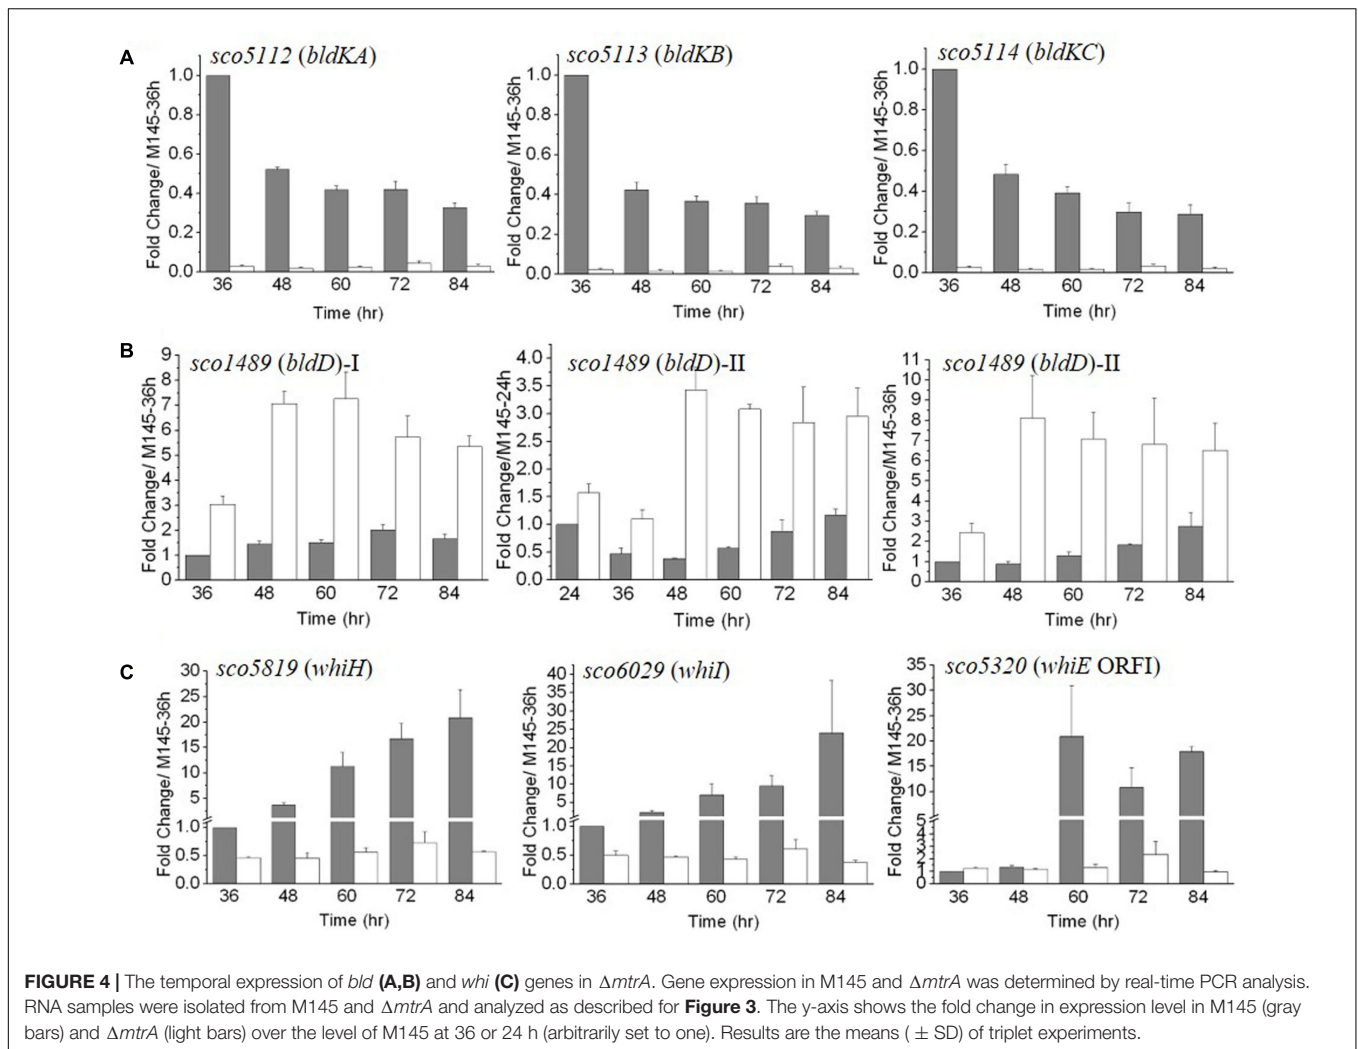 A
sco5112 (bldKA)
Fold Change/ M145-36h
1.0
0.8
0.6
0.4
0.2
0.0
36 48 60 72 84
Time (hr)
sco5113 (bldKB)
Fold Change/ M145-36h
1.0
0.8
0.6
0.4
0.2
0.0
36 48 60 72 84
Time (hr)
sco5114 (bldKC)
Fold Change/ M145-36h
1.0
0.8
0.6
0.4
0.2
0.0
36 48 60 72 84
Time (hr)
B
sco1489 (bldD)-I
Fold Change/ M145-36h
9
8
7
6
5
4
3
2
1
0
36 48 60 72 84
Time (hr)
sco1489 (bldD)-II
Fold Change/M145-24h
4.0
3.5
3.0
2.5
2.0
1.5
1.0
0.5
0.0
24 36 48 60 72 84
Time (hr)
sco1489 (bldD)-II
Fold Change/M145-36h
11
10
9
8
7
6
5
4
3
2
1
0
36 48 60 72 84
Time (hr)
C
sco5819 (whiH)
Fold Change/ M145-36h
30
25
20
15
10
5
1.0
0.5
0.0
36 48 60 72 84
Time (hr)
sco6029 (whiI)
Fold Change/ M145-36h
40
35
30
25
20
15
10
5
1.0
0.5
0.0
36 48 60 72 84
Time (hr)
sco5320 (whiE ORFI)
Fold Change/ M145-36h
35
30
25
20
15
10
5
4
3
2
1
0
36 48 60 72 84
Time (hr)
FIGURE 4 | The temporal expression of bld (A,B) and whi (C) genes in ΔmtrA. Gene expression in M145 and ΔmtrA was determined by real-time PCR analysis.
RNA samples were isolated from M145 and ΔmtrA and analyzed as described for Figure 3. The y-axis shows the fold change in expression level in M145 (gray
bars) and ΔmtrA (light bars) over the level of M145 at 36 or 24 h (arbitrarily set to one). Results are the means ( ± SD) of triplet experiments.